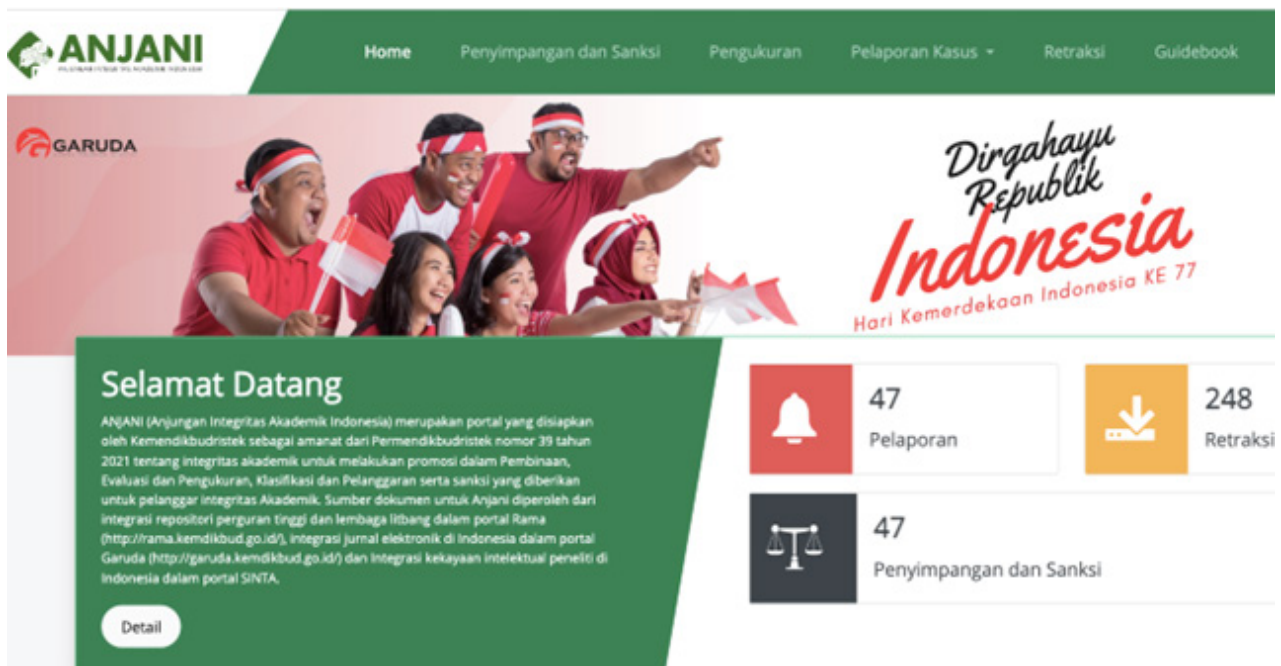 ANJANI
Home Penyimpangan dan Sanksi Pengukuran Pelaporan Kasus Retraksi Guidebook
GARUDA
Dirgahayu
Republik
Indonesia
Hari Kemerdekaan Indonesia KE 77
Selamat Datang
ANJANI (Anjungan Integritas Akademik Indonesia) merupakan portal yang disiapkan
oleh Kemendikbudristek sebagai amanat dari Permendikbudristek nomor 39 tahun
2021 tentang integritas akademik untuk melakukan promosi dalam Pembinaan,
Evaluasi dan Pengukuran, Klasifikasi dan Pelanggaran serta sanksi yang diberikan
untuk pelanggar integritas Akademik. Sumber dokumen untuk Anjani diperoleh dari
integrasi repositori perguran tinggi dan lembaga litbang dalam portal Rama
(http://rama.kemdikbud.go.id/), integrasi jurnal elektronik di Indonesia dalam portal
Garuda (http://garuda.kemdikbud.go.id/) dan Integrasi kekayaan intelektual peneliti di
Indonesia dalam portal SINTA.
Detail
47
Pelaporan
248
Retraksi
47
Penyimpangan dan Sanksi